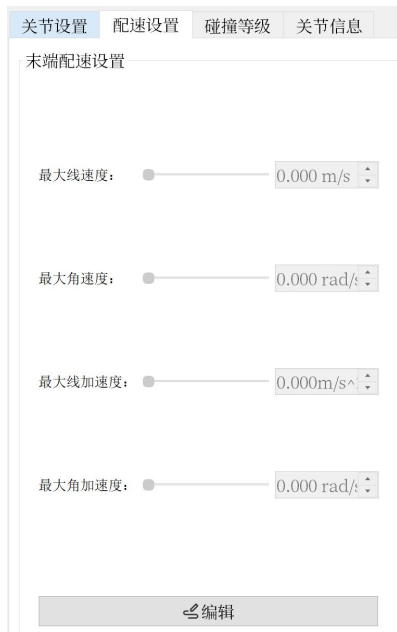 关节设置 配速设置 碰撞等级 关节信息
末端配速设置
最大线速度： 0.000 m/s
最大角速度： 0.000 rad/s
最大线加速度： 0.000m/s^
最大角加速度： 0.000 rad/s
编辑